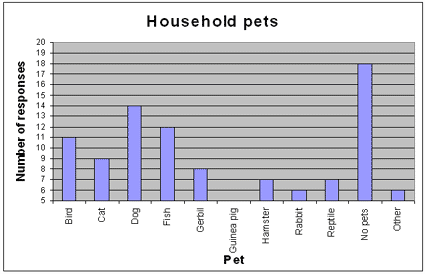 Household pets
Number of responses
20
19
18
17
16
15
14
13
12
11
10
9
8
7
6
5
Bird
Cat
Dog
Fish
Gerbil
Guinea pig
Hamster
Rabbit
Reptile
No pets
Other
Pet